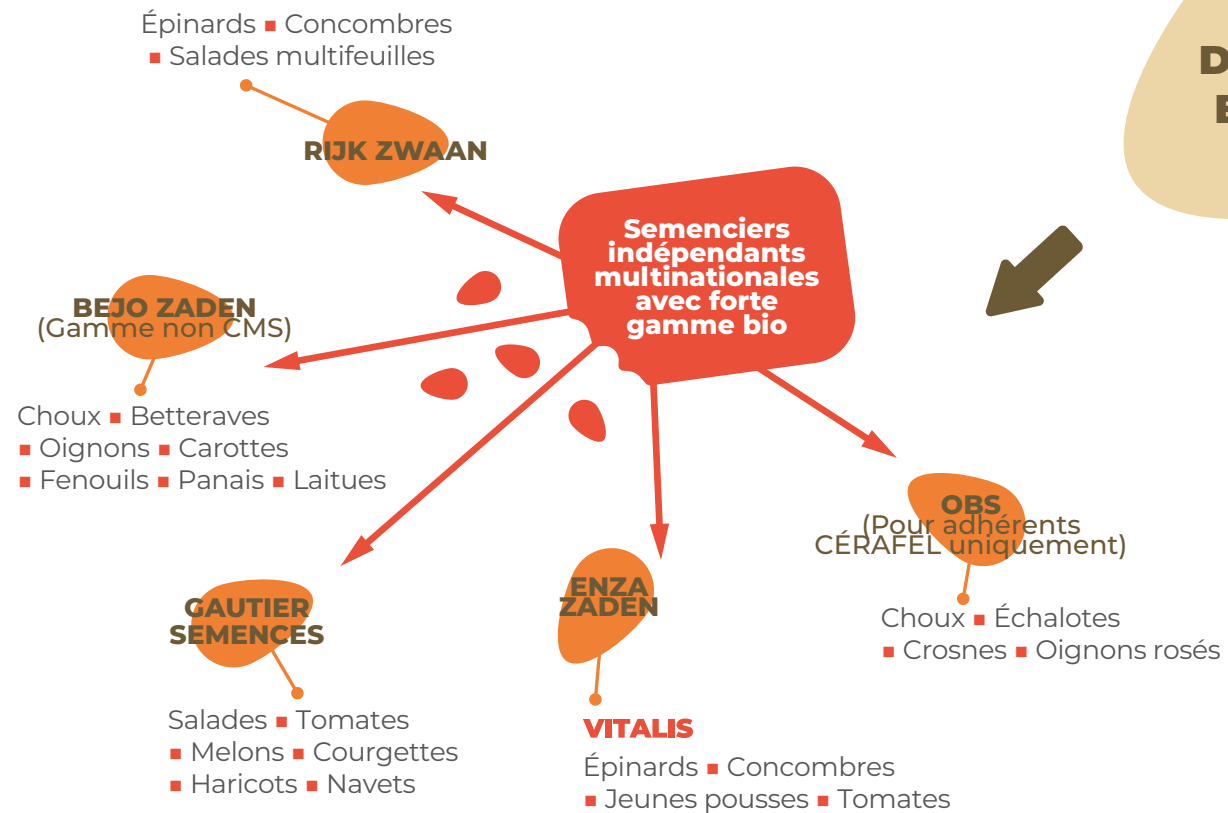 Épinards ▪ Concombres
▪ Salades multifeuilles
RIJK ZWAAN
Semenciers
indépendants
multinationales
avec forte
gamme bio
BEJO ZADEN
(Gamme non CMS)
Choux ▪ Betteraves
▪ Oignons ▪ Carottes
▪ Fenouils ▪ Panais ▪ Laitues
GAUTIER
SEMENCES
Salades ▪ Tomates
▪ Melons ▪ Courgettes
▪ Haricots ▪ Navets
ENZA
ZADEN
VITALIS
Épinards ▪ Concombres
▪ Jeunes pousses ▪ Tomates
OBS
(Pour adhérents
CÉRAFEL uniquement)
Choux ▪ Échalotes
▪ Crosnes ▪ Oignons rosés